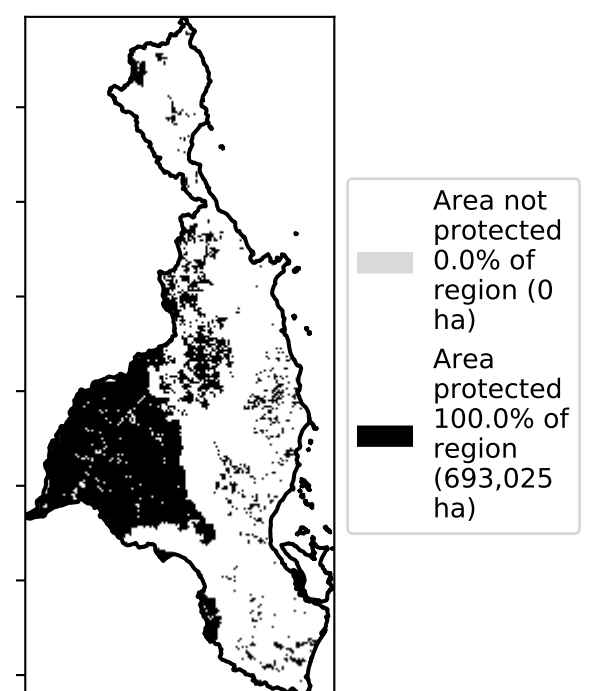 Area not
protected
0.0% of
region (0
ha)
Area
protected
100.0% of
region
(693,025
ha)